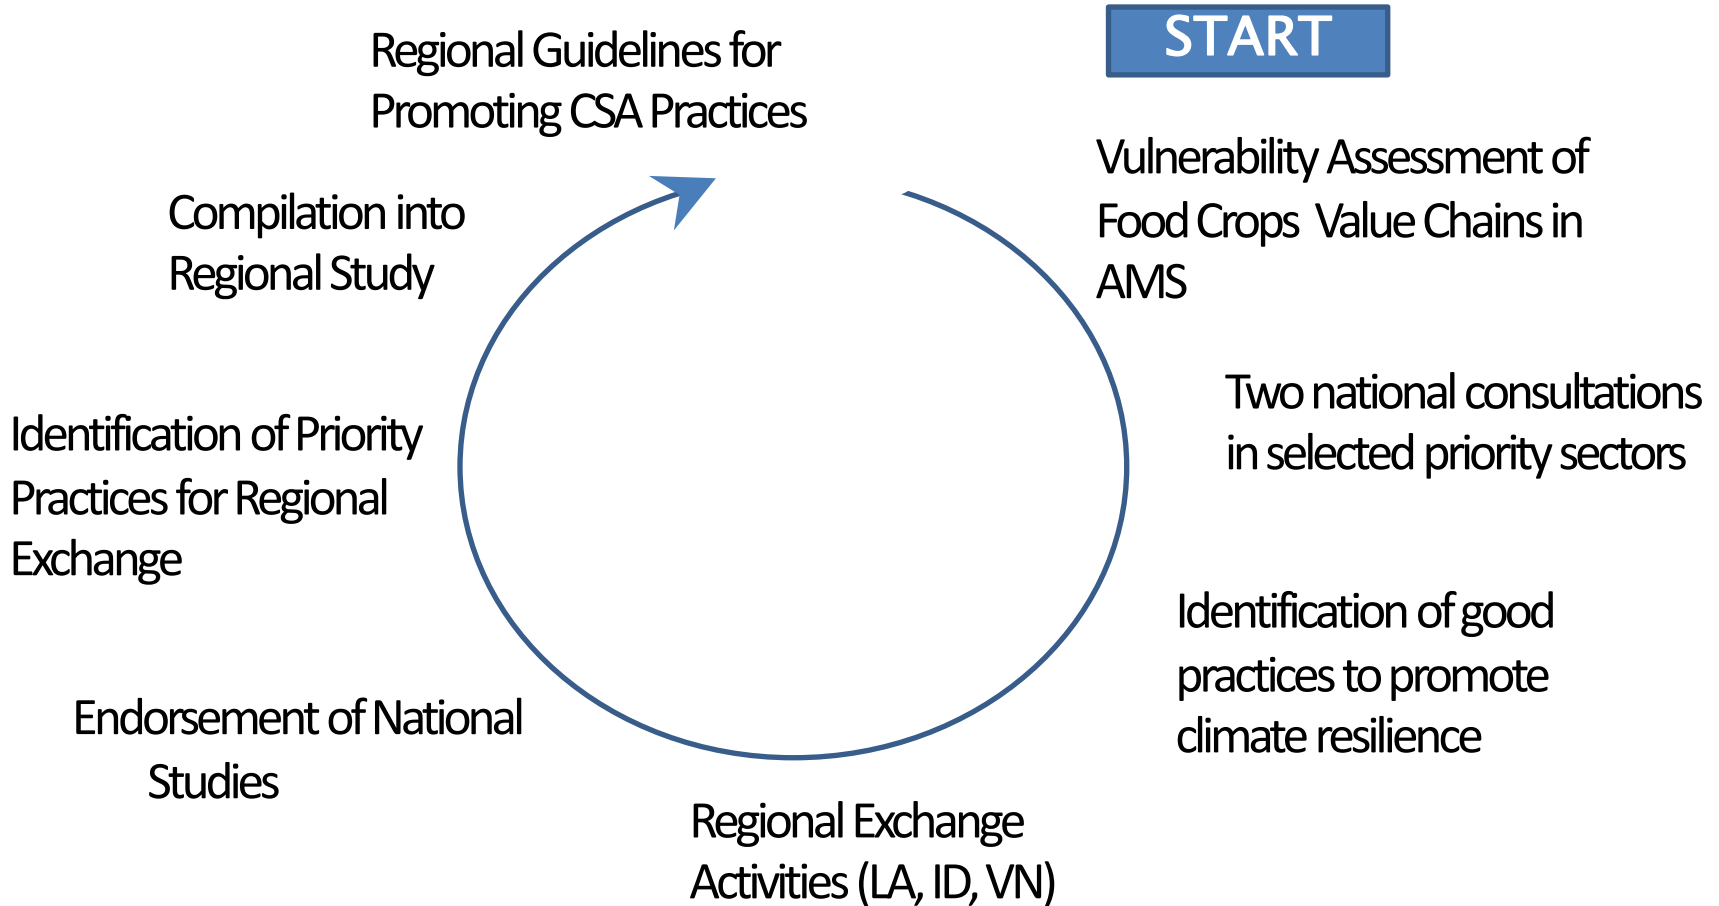 START
Vulnerability Assessment of
Food Crops Value Chains in
AMS
Two national consultations
in selected priority sectors
Identification of good
practices to promote
climate resilience
Regional Exchange
Activities (LA, ID, VN)
Endorsement of National
Studies
Identification of Priority
Practices for Regional
Exchange
Compilation into
Regional Study
Regional Guidelines for
Promoting CSA Practices